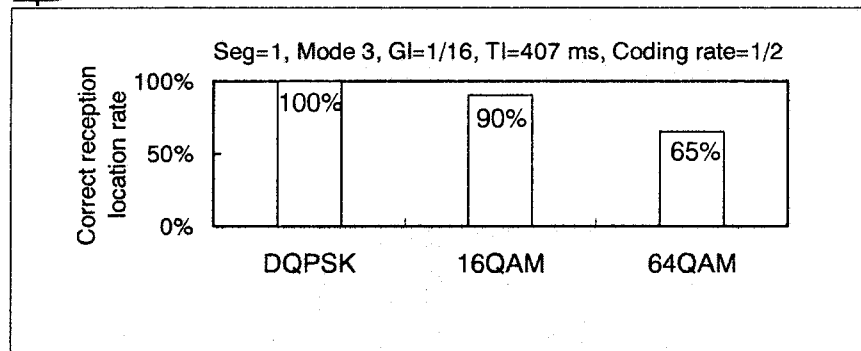 Seg=1, Mode 3, GI=1/16, TI=407 ms, Coding rate=1/2
Correct reception
location rate
100%
50%
0%
100%
90%
65%
DQPSK
16QAM
64QAM